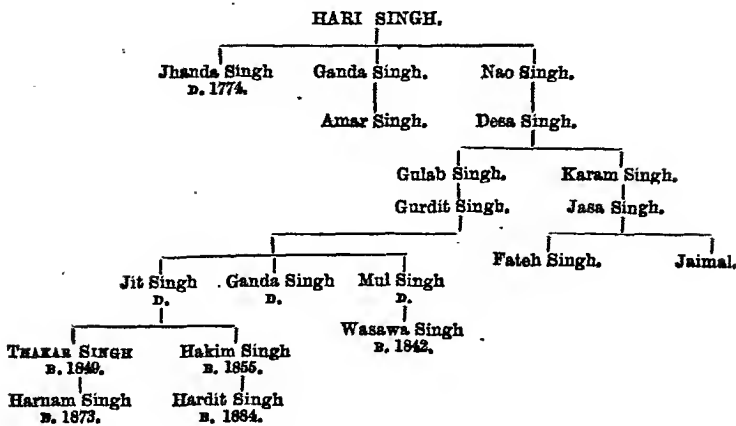 HARI SINGH.
Jhanda Singh Ganda Singh. Nao Singh.
D. 1774.
Amar Singh. Desa Singh.
Gulab Singh. Karam Singh.
Gurdit Singh. Jasa Singh.
Fateh Singh. Jaimal.
Jit Singh Ganda Singh Mul Singh
D. D. D.
Wasawa Singh
B. 1842.
THAKAR SINGH Hakim Singh
B. 1849. B. 1855.
Harnam Singh Hardit Singh
B. 1873. B. 1884.